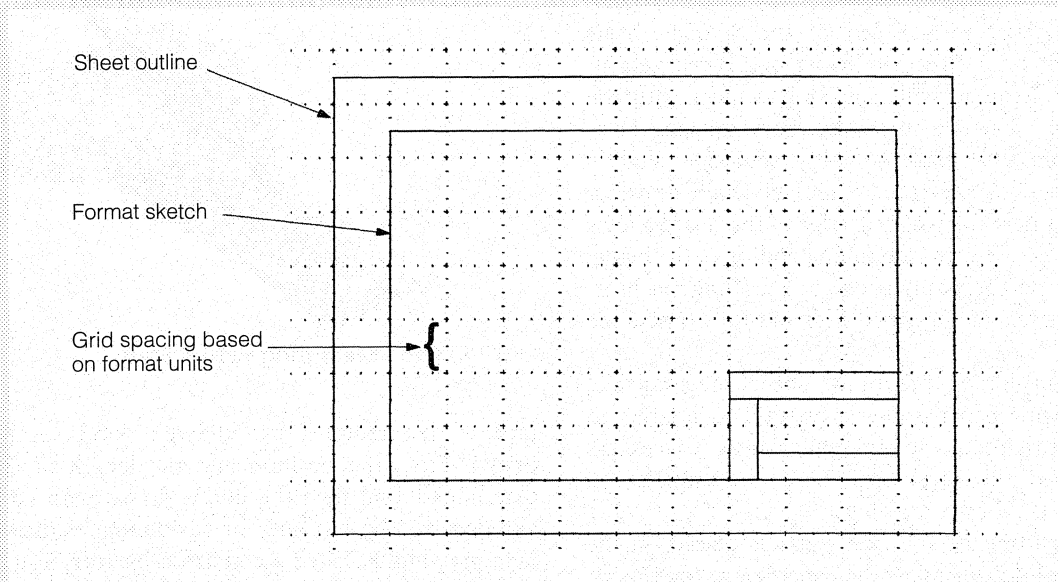 Sheet outline
Format sketch
Grid spacing based
on format units